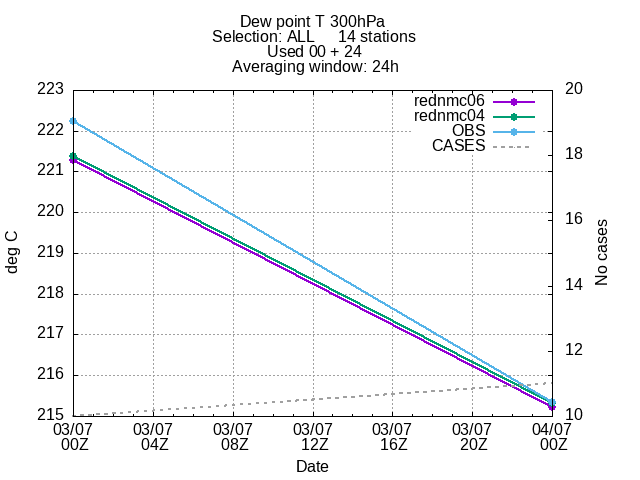 Dew point T 300hPa
Selection: ALL 14 stations
Used 00 + 24
Averaging window: 24h
223
222
221
220
219
218
217
216
215
deg C
20
18
16
14
12
10
No cases
rednmc06
rednmc04
OBS
CASES
03/07 03/07 03/07 03/07 03/07 03/07 04/07
00Z 04Z 08Z 12Z 16Z 20Z 00Z
Date